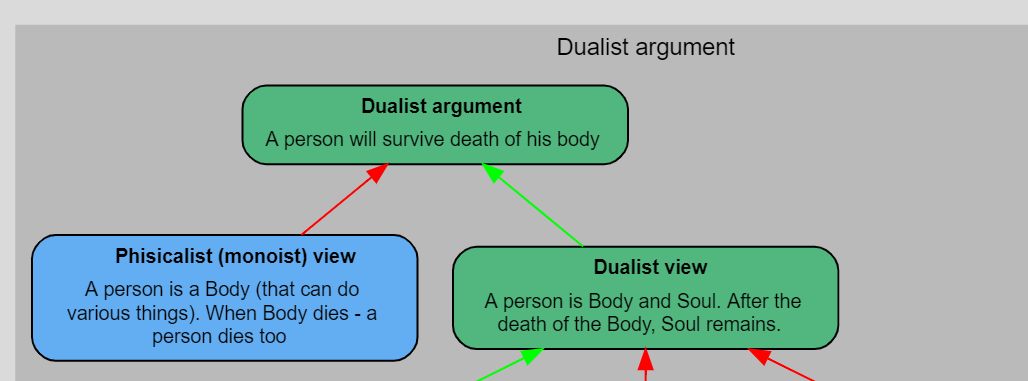 Dualist argument
Dualist argument
A person will survive death of his body
Phisicalist (monoist) view
A person is a Body (that can do
various things). When Body dies - a
person dies too
Dualist view
A person is Body and Soul. After the
death of the Body, Soul remains.